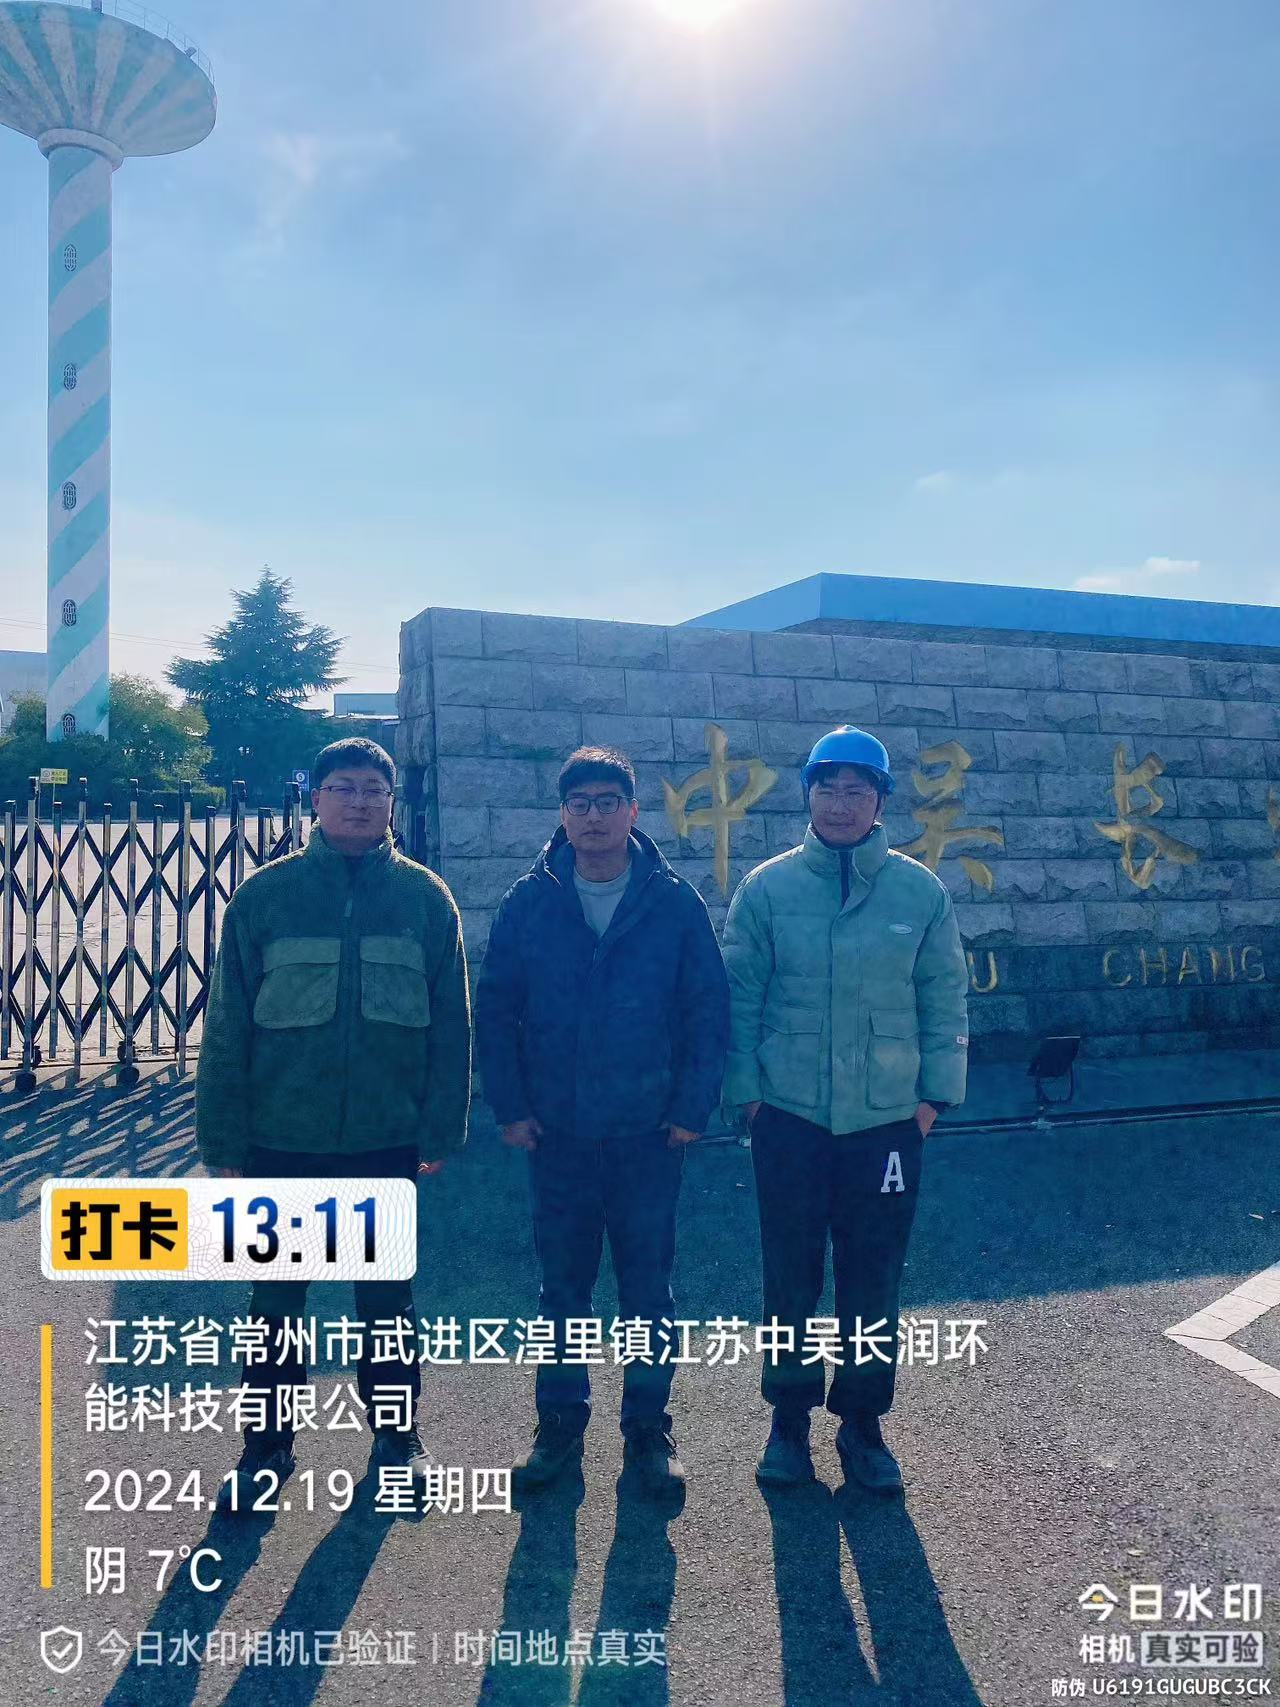 中吴长
U CHANG
A
打卡 13:11
江苏省常州市武进区湟里镇江苏中吴长润环
能科技有限公司
2024.12.19 星期四
阴 7℃
今日水印相机已验证 | 时间地点真实
今日水印
相机 真实可验
防伪 U6191GUGUBC3CK